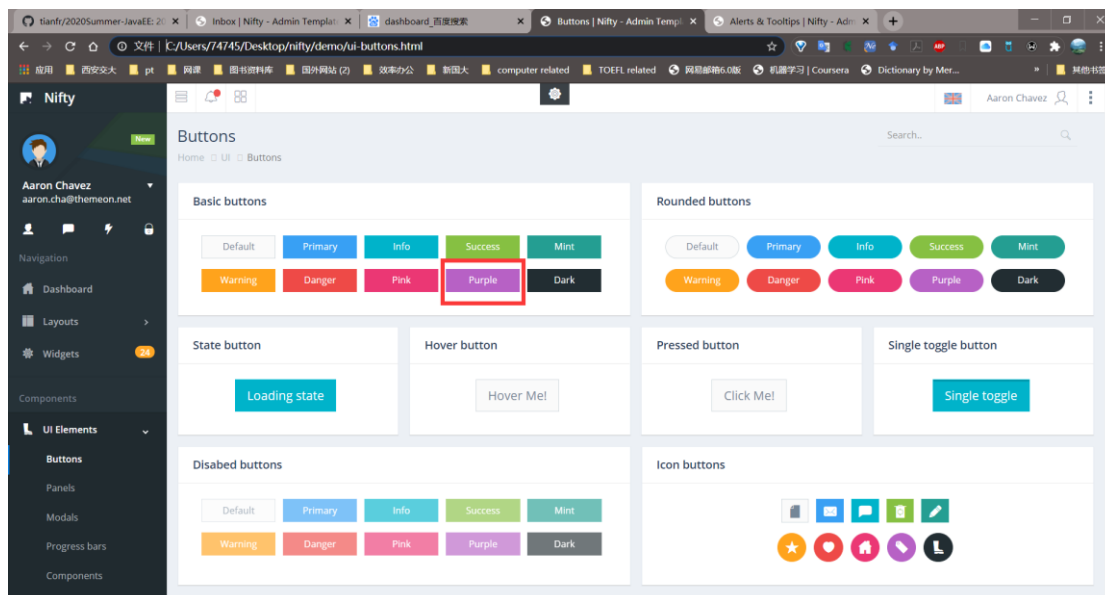 tianfr/2020Summer-JavaEE: 20
Inbox | Nifty - Admin Template
dashboard_百度搜索
Buttons | Nifty - Admin Templ
Alerts & Tooltips | Nifty - Adm
文件 | C:/Users/74745/Desktop/nifty/demo/ui-buttons.html
应用 西安交大 pt 网课 图书资料库 国外网站 (2) 效率办公 新国大 computer related TOEFL related 网易邮箱6.0版 机器学习 | Coursera Dictionary by Mer... » 其他书签
Nifty
Aaron Chavez
New
Aaron Chavez
aaron.cha@themeon.net
Navigation
Dashboard
Layouts
Widgets 24
Components
UI Elements
Buttons
Panels
Modals
Progress bars
Components
Buttons
Search..
Home UI Buttons
Basic buttons
Default Primary Info Success Mint
Warning Danger Pink Purple Dark
Rounded buttons
Default Primary Info Success Mint
Warning Danger Pink Purple Dark
State button
Loading state
Hover button
Hover Me!
Pressed button
Click Me!
Single toggle button
Single toggle
Disabed buttons
Default Primary Info Success Mint
Warning Danger Pink Purple Dark
Icon buttons